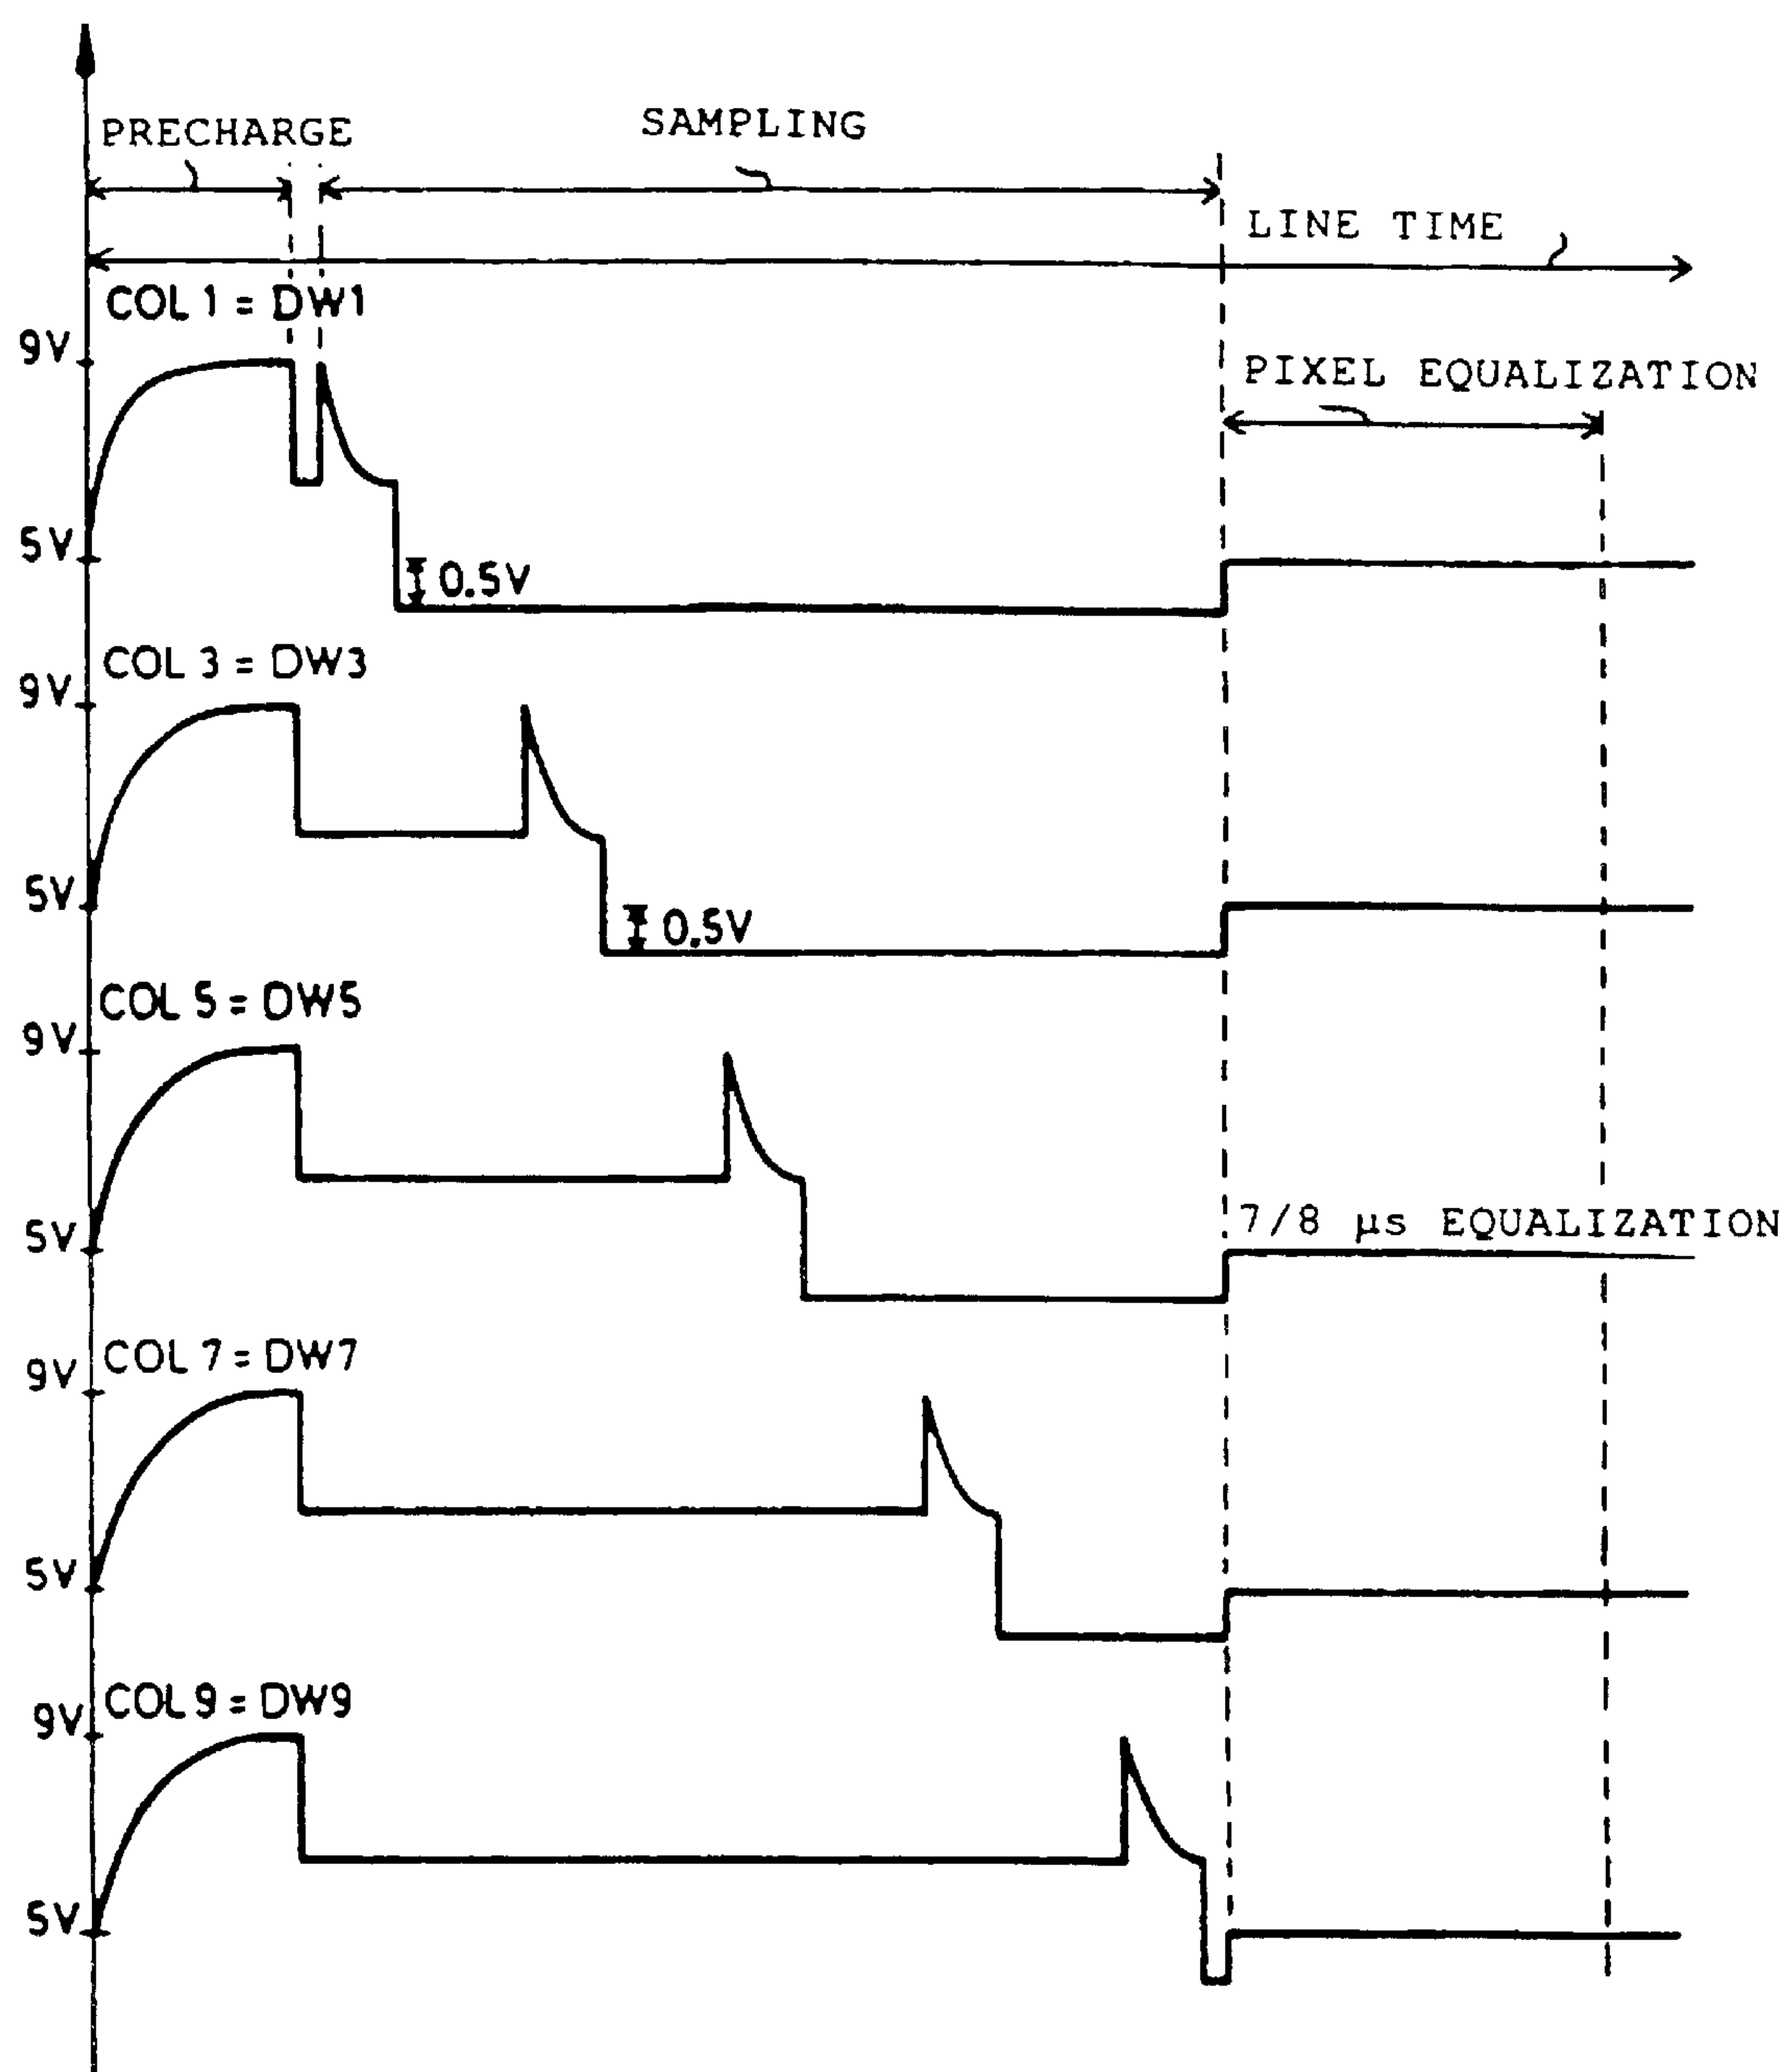 PRECHARGE
SAMPLING
LINE TIME
COL 1 = DW1
9V
PIXEL EQUALIZATION
5V
0.5V
COL 3 = DW3
9V
5V
0.5V
COL 5 = DW5
9V
7/8 µs EQUALIZATION
5V
COL 7 = DW7
9V
5V
COL 9 = DW9
9V
5V